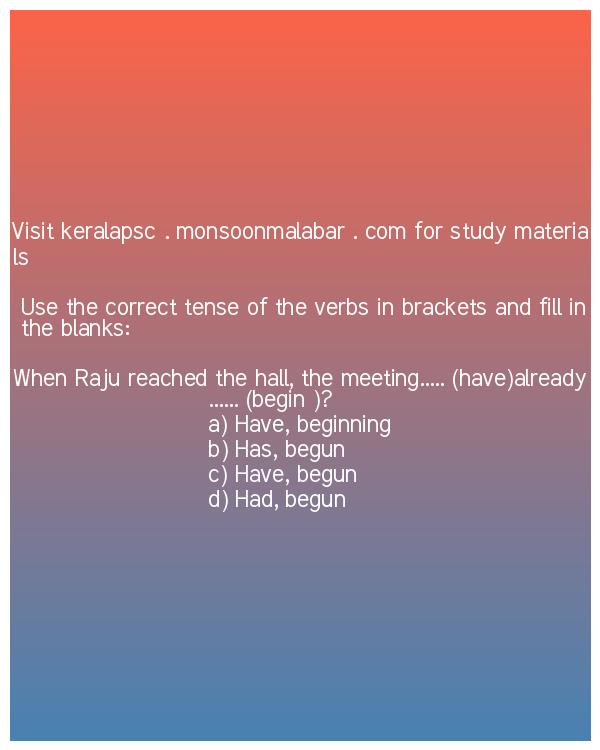 Visit keralapsc . monsoonmalabar . com for study materia
ls
Use the correct tense of the verbs in brackets and fill in
the blanks:
When Raju reached the hall, the meeting..... (have)already
...... (begin )?
a) Have, beginning
b) Has, begun
c) Have, begun
d) Had, begun